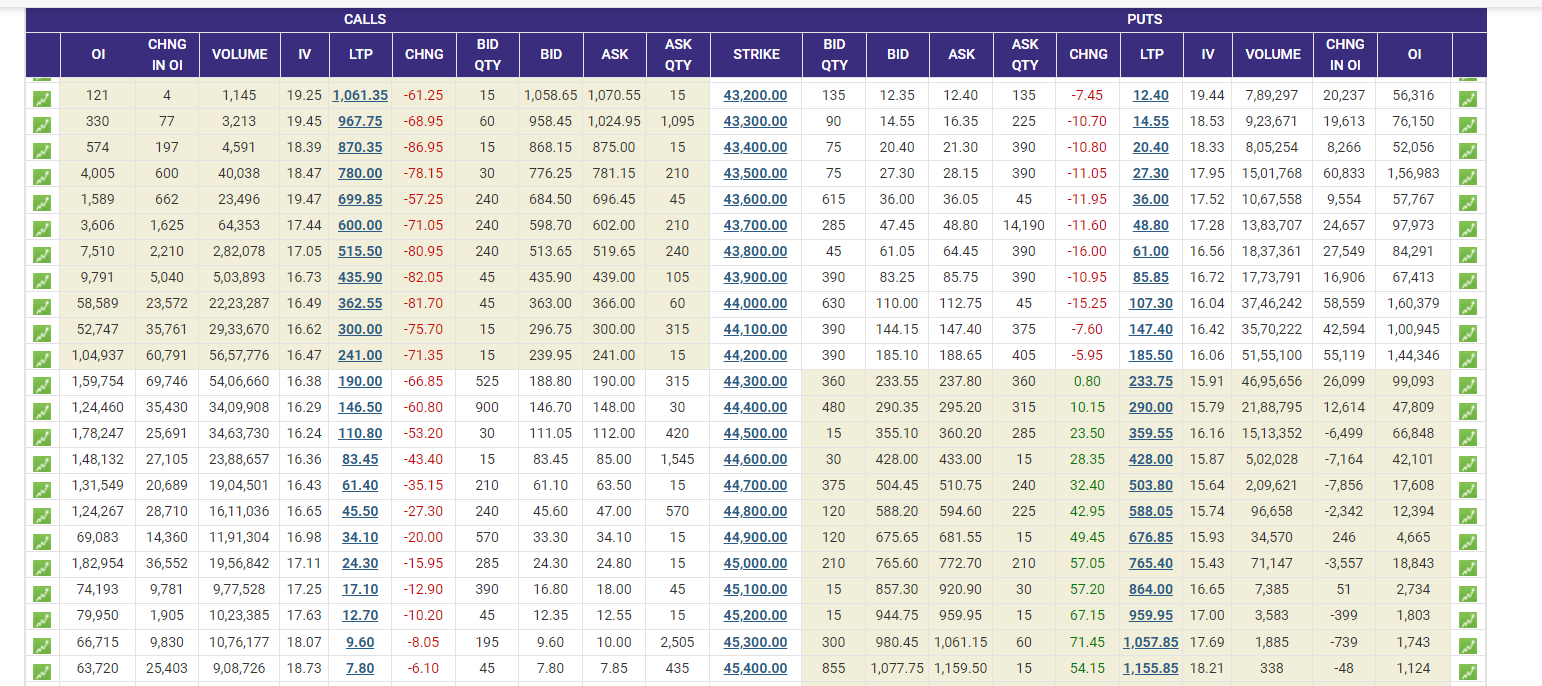 CALLS PUTS
OI CHNG IN OI VOLUME IV LTP CHNG BID QTY BID ASK ASK QTY STRIKE BID QTY BID ASK ASK QTY CHNG LTP IV VOLUME CHNG IN OI OI
121 4 1,145 19.25 1,061.35 -61.25 15 1,058.65 1,070.55 15 43,200.00 135 12.35 12.40 135 -7.45 12.40 19.44 7,89,297 20,237 56,316
330 77 3,213 19.45 967.75 -68.95 60 958.45 1,024.95 1,095 43,300.00 90 14.55 16.35 225 -10.70 14.55 18.53 9,23,671 19,613 76,150
574 197 4,591 18.39 870.35 -86.95 15 868.15 875.00 15 43,400.00 75 20.40 21.30 390 -10.80 20.40 18.33 8,05,254 8,266 52,056
4,005 600 40,038 18.47 780.00 -78.15 30 776.25 781.15 210 43,500.00 75 27.30 28.15 390 -11.05 27.30 17.95 15,01,768 60,833 1,56,983
1,589 662 23,496 19.47 699.85 -57.25 240 684.50 696.45 45 43,600.00 615 36.00 36.05 45 -11.95 36.00 17.52 10,67,558 9,554 57,767
3,606 1,625 64,353 17.44 600.00 -71.05 240 598.70 602.00 210 43,700.00 285 47.45 48.80 14,190 -11.60 48.80 17.28 13,83,707 24,657 97,973
7,510 2,210 2,82,078 17.05 515.50 -80.95 240 513.65 519.65 240 43,800.00 45 61.05 64.45 390 -16.00 61.00 16.56 18,37,361 27,549 84,291
9,791 5,040 5,03,893 16.73 435.90 -82.05 45 435.90 439.00 105 43,900.00 390 83.25 85.75 390 -10.95 85.85 16.72 17,73,791 16,906 67,413
58,589 23,572 22,23,287 16.49 362.55 -81.70 45 363.00 366.00 60 44,000.00 630 110.00 112.75 45 -15.25 107.30 16.04 37,46,242 58,559 1,60,379
52,747 35,761 29,33,670 16.62 300.00 -75.70 15 296.75 300.00 315 44,100.00 390 144.15 147.40 375 -7.60 147.40 16.42 35,70,222 42,594 1,00,945
1,04,937 60,791 56,57,776 16.47 241.00 -71.35 15 239.95 241.00 15 44,200.00 390 185.10 188.65 405 -5.95 185.50 16.06 51,55,100 55,119 1,44,346
1,59,754 69,746 54,06,660 16.38 190.00 -66.85 525 188.80 190.00 315 44,300.00 360 233.55 237.80 360 0.80 233.75 15.91 46,95,656 26,099 99,093
1,24,460 35,430 34,09,908 16.29 146.50 -60.80 900 146.70 148.00 30 44,400.00 480 290.35 295.20 315 10.15 290.00 15.79 21,88,795 12,614 47,809
1,78,247 25,691 34,63,730 16.24 110.80 -53.20 30 111.05 112.00 420 44,500.00 15 355.10 360.20 285 23.50 359.55 16.16 15,13,352 -6,499 66,848
1,48,132 27,105 23,88,657 16.36 83.45 -43.40 15 83.45 85.00 1,545 44,600.00 30 428.00 433.00 15 28.35 428.00 15.87 5,02,028 -7,164 42,101
1,31,549 20,689 19,04,501 16.43 61.40 -35.15 210 61.10 63.50 15 44,700.00 375 504.45 510.75 240 32.40 503.80 15.64 2,09,621 -7,856 17,608
1,24,267 28,710 16,11,036 16.65 45.50 -27.30 240 45.60 47.00 570 44,800.00 120 588.20 594.60 225 42.95 588.05 15.74 96,658 -2,342 12,394
69,083 14,360 11,91,304 16.98 34.10 -20.00 570 33.30 34.10 15 44,900.00 120 675.65 681.55 15 49.45 676.85 15.93 34,570 246 4,665
1,82,954 36,552 19,56,842 17.11 24.30 -15.95 285 24.30 24.80 15 45,000.00 210 765.60 772.70 210 57.05 765.40 15.43 71,147 -3,557 18,843
74,193 9,781 9,77,528 17.25 17.10 -12.90 390 16.80 18.00 45 45,100.00 15 857.30 920.90 30 57.20 864.00 16.65 7,385 51 2,734
79,950 1,905 10,23,385 17.63 12.70 -10.20 45 12.35 12.55 15 45,200.00 15 944.75 959.95 15 67.15 959.95 17.00 3,583 -399 1,803
66,715 9,830 10,76,177 18.07 9.60 -8.05 195 9.60 10.00 2,505 45,300.00 300 980.45 1,061.15 60 71.45 1,057.85 17.69 1,885 -739 1,743
63,720 25,403 9,08,726 18.73 7.80 -6.10 45 7.80 7.85 435 45,400.00 855 1,077.75 1,159.50 15 54.15 1,155.85 18.21 338 -48 1,124